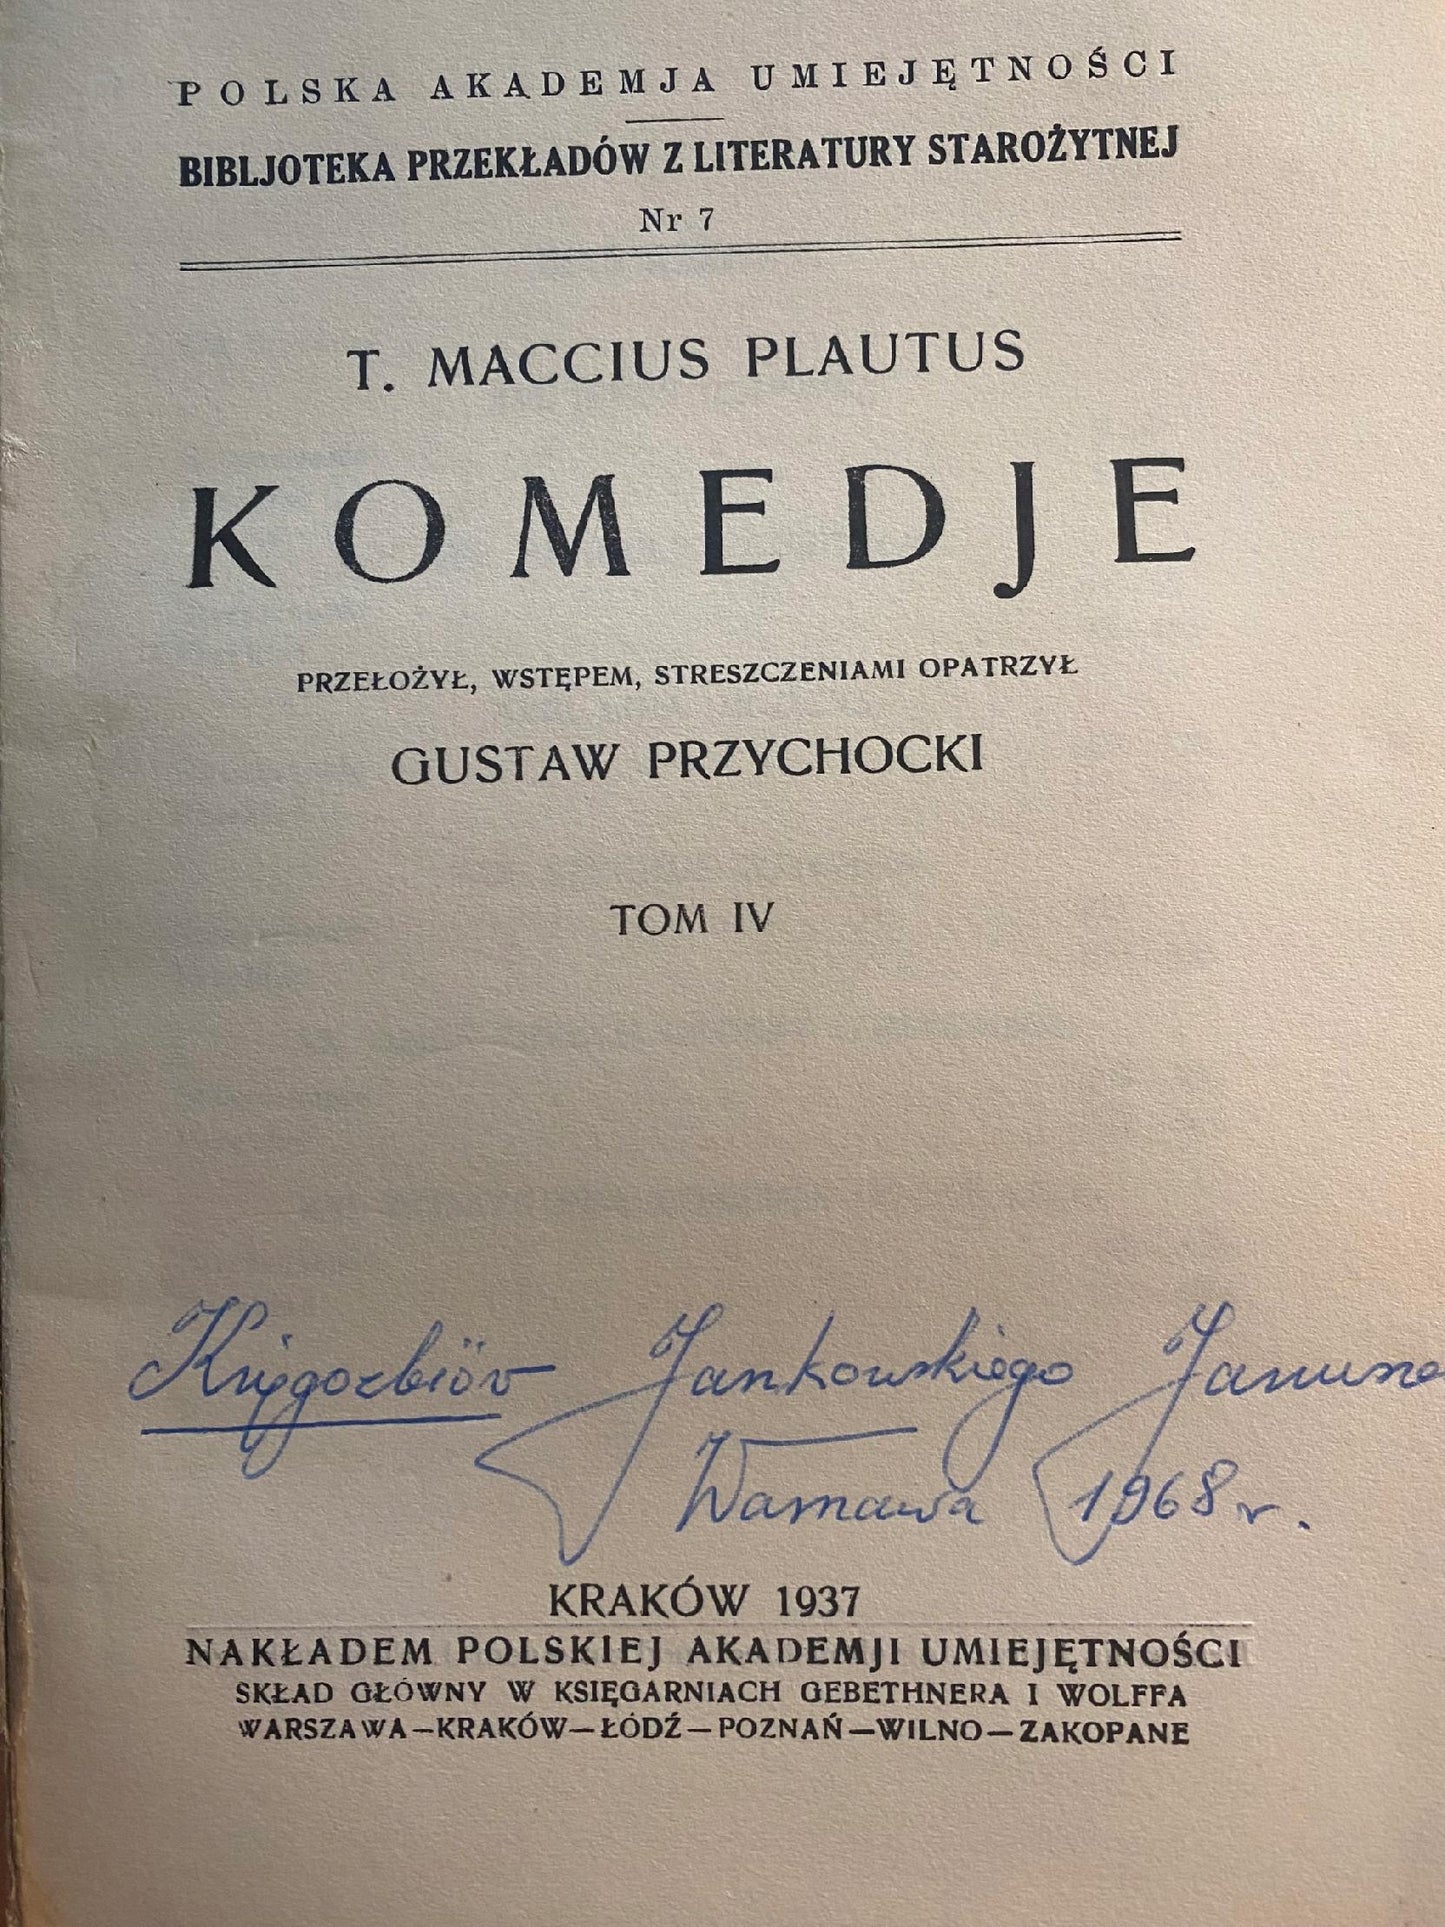 POLSKA AKADEMJA UMIEJĘTNOŚCI
BIBLJOTEKA PRZEKŁADÓW Z LITERATURY STAROŻYTNEJ
Nr 7
T. MACCIUS PLAUTUS
KOMEDJE
PRZEŁOŻYŁ, WSTĘPEM, STRESZCZENIAMI OPATRZYŁ
GUSTAW PRZYCHOCKI
TOM IV
Księgozbiór Jankowskiego
Warszawa 1968 r.
KRAKÓW 1937
NAKŁADEM POLSKIEJ AKADEMJI UMIEJĘTNOŚCI
SKŁAD GŁÓWNY W KSIĘGARNIACH GEBETHNERA I WOLFFA
WARSZAWA—KRAKÓW—ŁÓDŹ—POZNAŃ—WILNO—ZAKOPANE